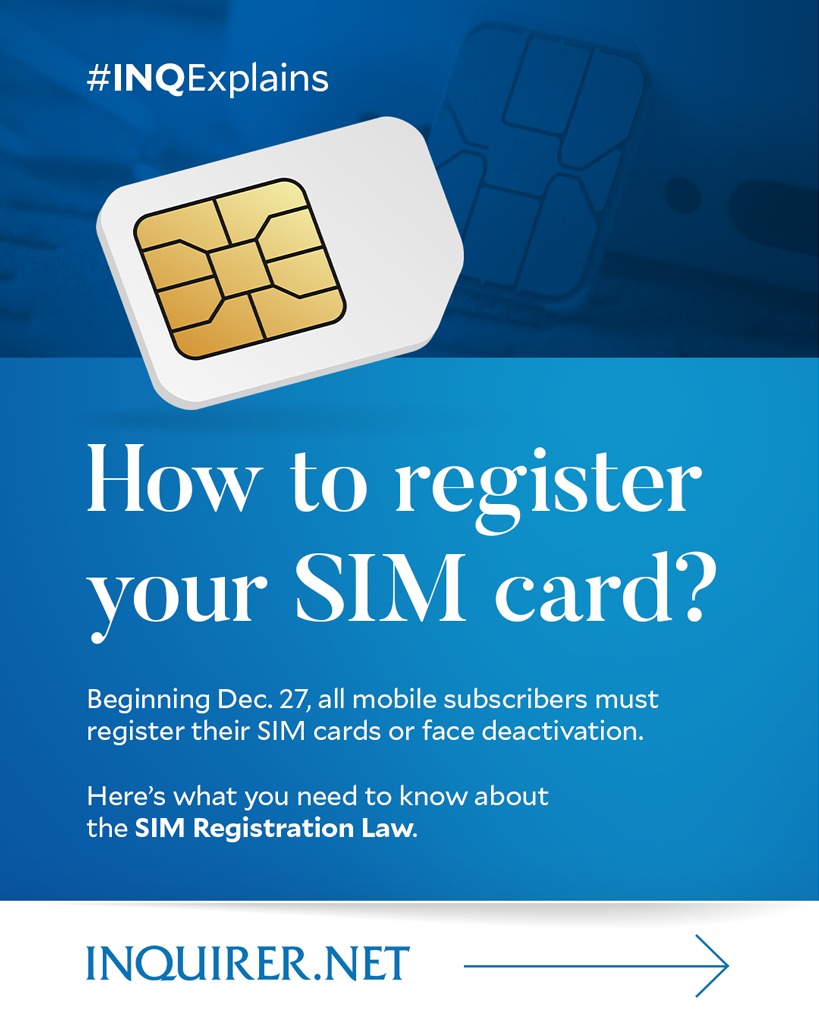 #INQExplains
How to register
your SIM card?
Beginning Dec. 27, all mobile subscribers must
register their SIM cards or face deactivation.
Here’s what you need to know about
the SIM Registration Law.
INQUIRER.NET